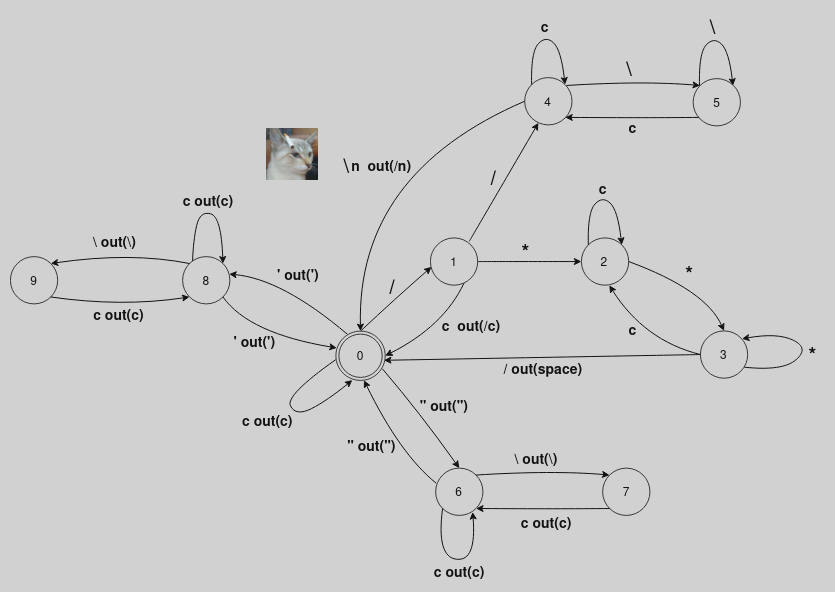 c
\
\
4
5
c
\n out(/n)
/
c
c out(c)
\ out(\)
1
*
2
*
9
8
' out(')
/
c out(c)
c out(/c)
c
' out(')
0
3
*
/ out(space)
c out(c)
" out(")
" out(")
\ out(\)
6
7
c out(c)
c out(c)